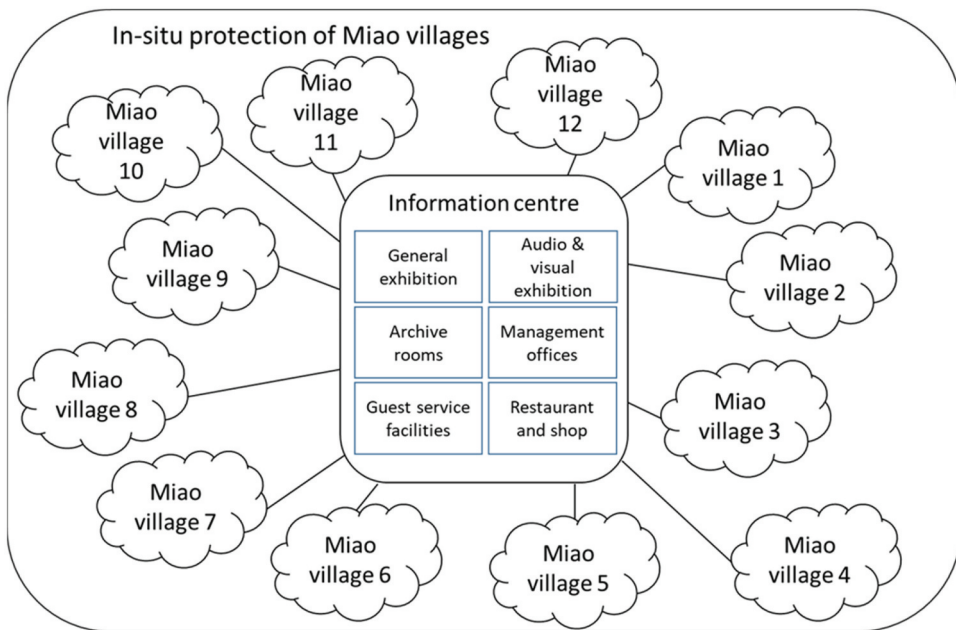 In-situ protection of Miao villages
Miao
village
10
Miao
village
11
Miao
village
12
Miao
village 1
Miao
village 2
Miao
village 3
Miao
village 4
Miao
village 5
Miao
village 6
Miao
village 7
Miao
village 8
Miao
village 9
Information centre
General
exhibition
Audio &
visual
exhibition
Archive
rooms
Management
offices
Guest service
facilities
Restaurant
and shop